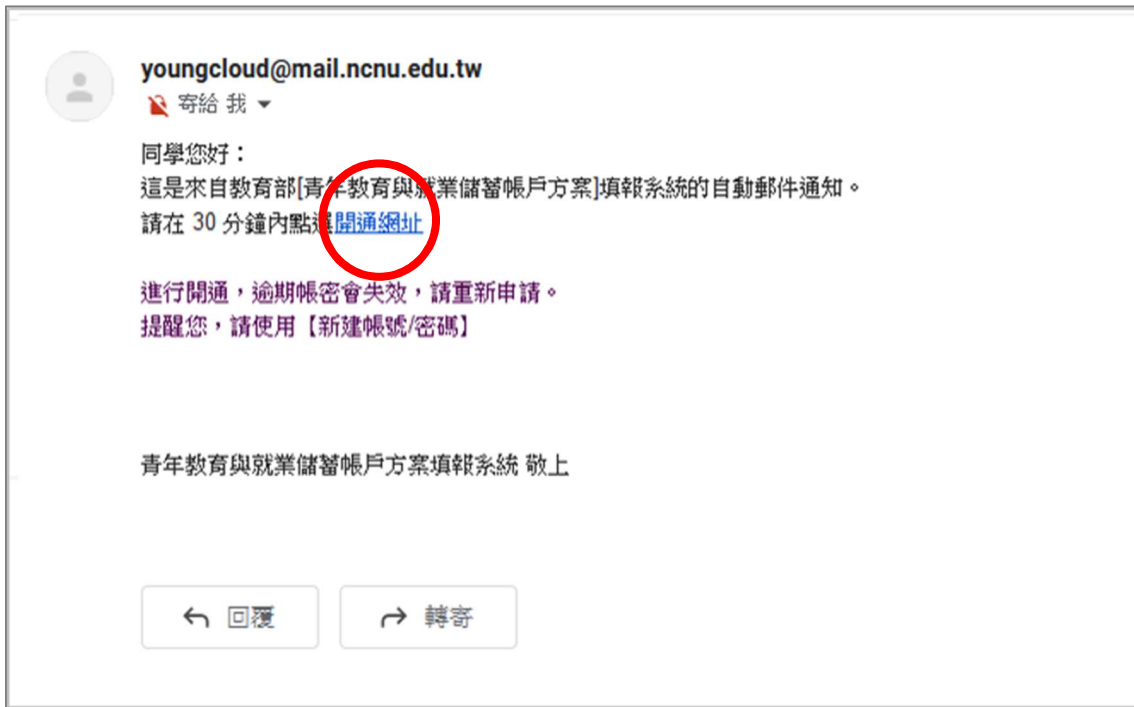 youngcloud@mail.ncnu.edu.tw
寄給 我
同學您好：
這是來自教育部[青年教育與就業儲蓄帳戶方案]填報系統的自動郵件通知。
請在 30 分鐘內點選開通網址
進行開通，逾期帳密會失效，請重新申請。
提醒您，請使用【新建帳號/密碼】
青年教育與就業儲蓄帳戶方案填報系統 敬上
回覆
轉寄